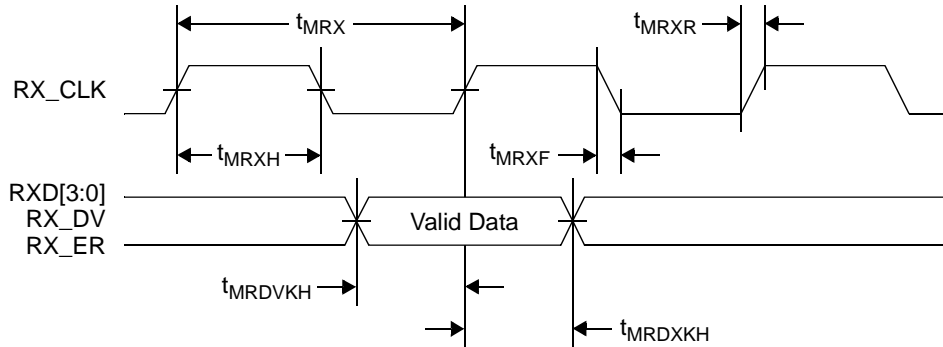 tMRX
tMRXR
RX_CLK
tMRXH
tMRXF
RXD[3:0]
RX_DV
RX_ER
Valid Data
tMRDVKH
tMRDXKH